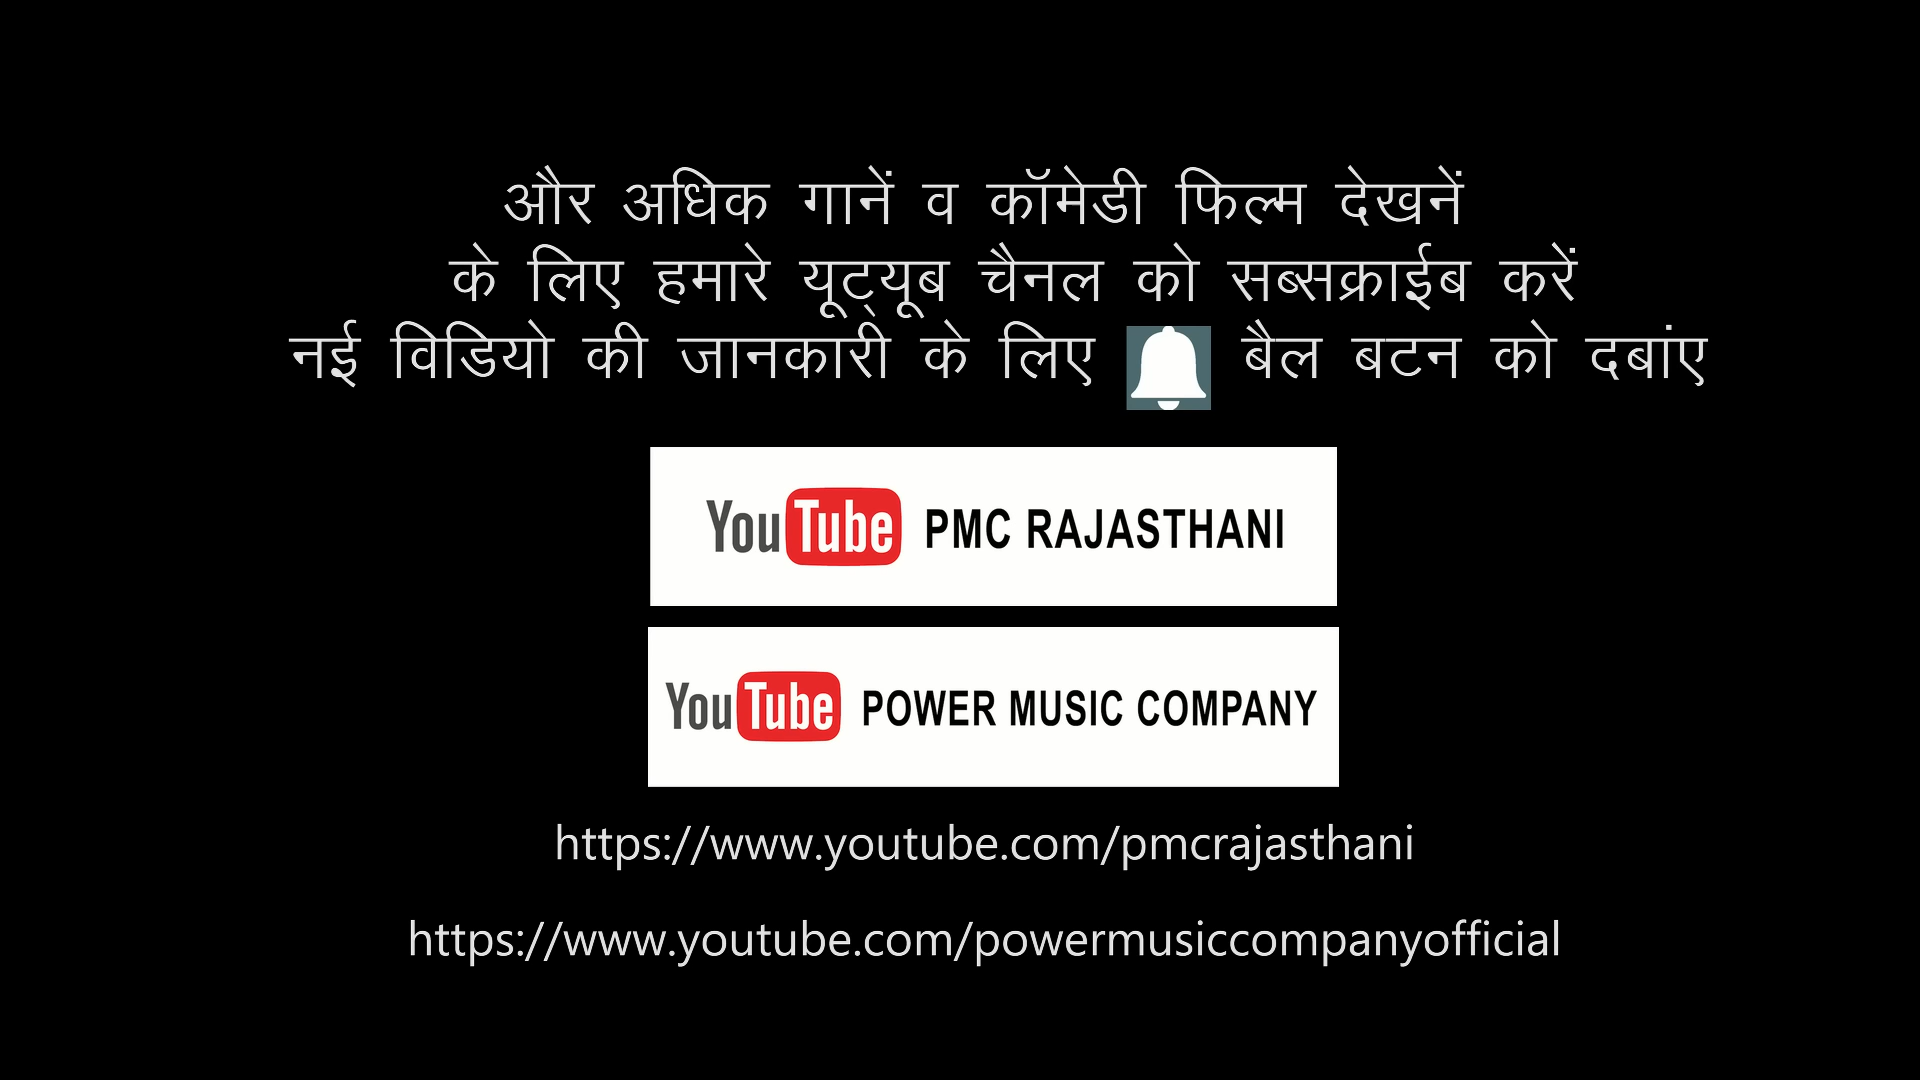 और अधिक गानें व कॉमेडी फिल्म देखनें
के लिए हमारे यूट्यूब चैनल को सब्सक्राईब करें
नई विडियो की जानकारी के लिए बैल बटन को दबांए
YouTube PMC RAJASTHANI
YouTube POWER MUSIC COMPANY
https://www.youtube.com/pmcrajasthani
https://www.youtube.com/powermusiccompanyofficial